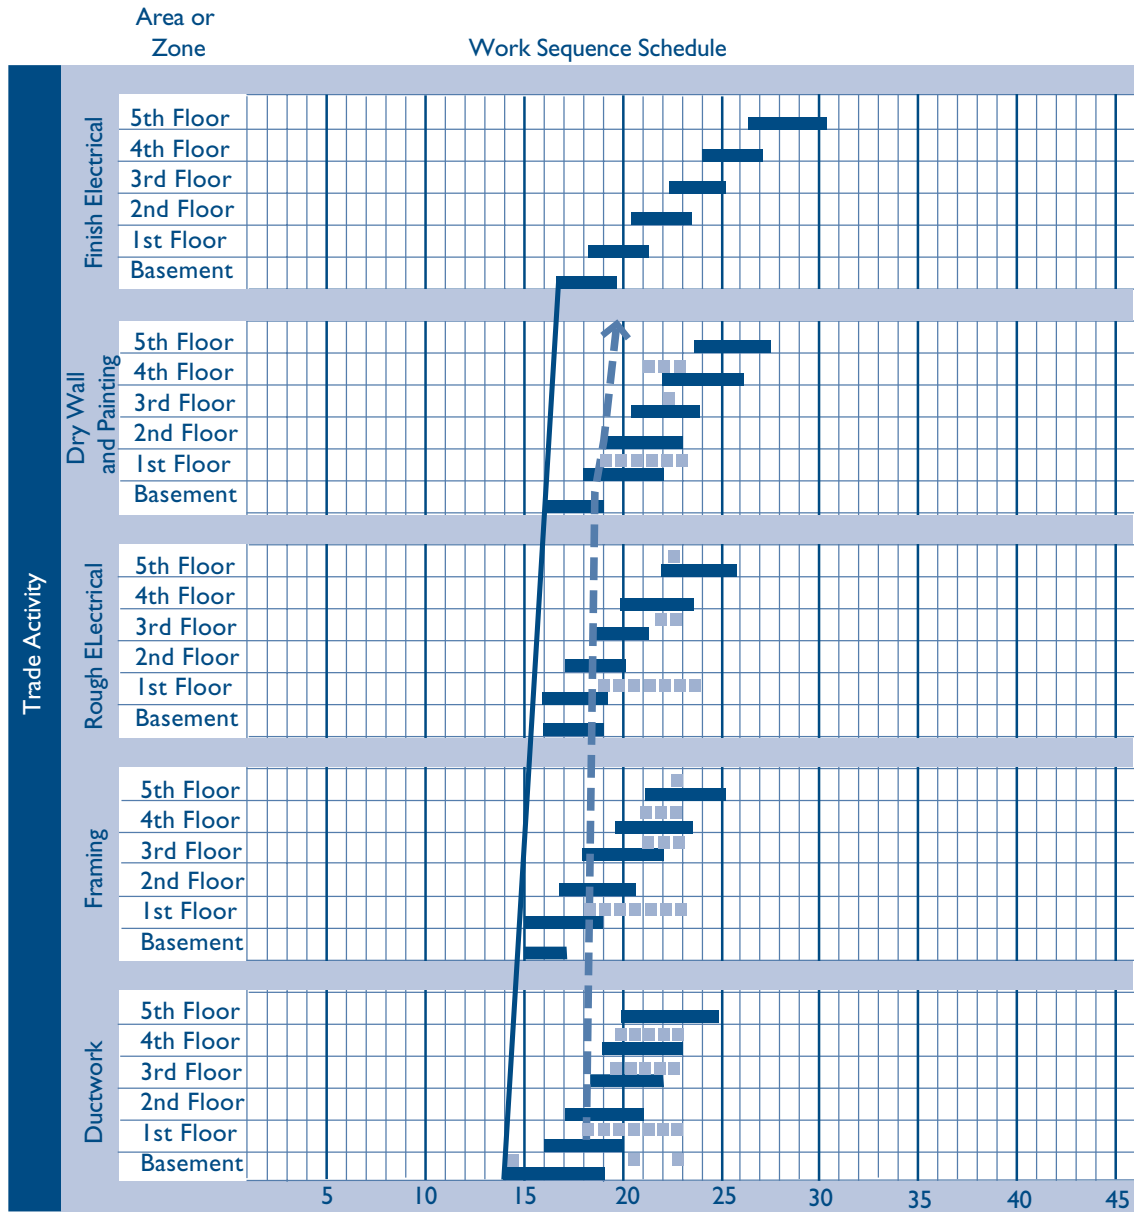 Area or
Zone
Work Sequence Schedule
Trade Activity
Finish Electrical
5th Floor
4th Floor
3rd Floor
2nd Floor
1st Floor
Basement
Dry Wall
and Painting
5th Floor
4th Floor
3rd Floor
2nd Floor
1st Floor
Basement
Rough ELectrical
5th Floor
4th Floor
3rd Floor
2nd Floor
1st Floor
Basement
Framing
5th Floor
4th Floor
3rd Floor
2nd Floor
1st Floor
Basement
Ductwork
5th Floor
4th Floor
3rd Floor
2nd Floor
1st Floor
Basement
5 10 15 20 25 30 35 40 45